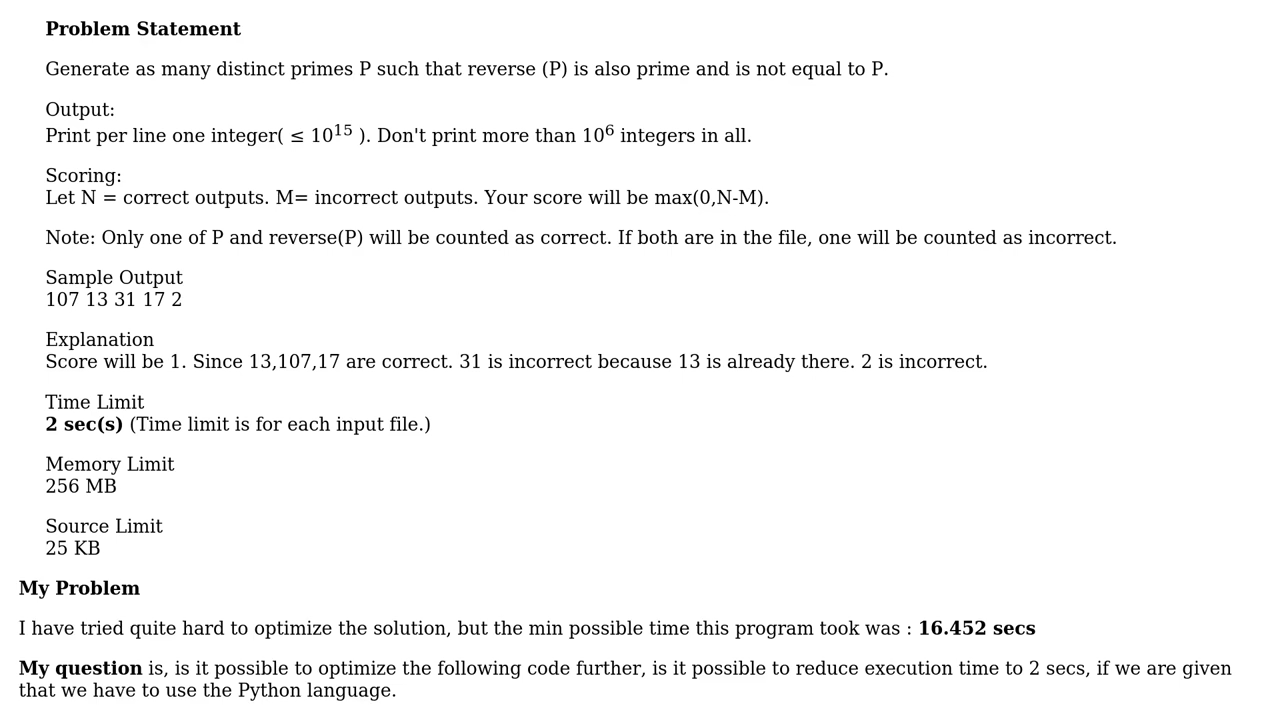 Problem Statement
Generate as many distinct primes P such that reverse (P) is also prime and is not equal to P.
Output:
Print per line one integer( ≤ 10^15 ). Don't print more than 10^6 integers in all.
Scoring:
Let N = correct outputs. M= incorrect outputs. Your score will be max(0,N-M).
Note: Only one of P and reverse(P) will be counted as correct. If both are in the file, one will be counted as incorrect.
Sample Output
107 13 31 17 2
Explanation
Score will be 1. Since 13,107,17 are correct. 31 is incorrect because 13 is already there. 2 is incorrect.
Time Limit
2 sec(s) (Time limit is for each input file.)
Memory Limit
256 MB
Source Limit
25 KB
My Problem
I have tried quite hard to optimize the solution, but the min possible time this program took was : 16.452 secs
My question is, is it possible to optimize the following code further, is it possible to reduce execution time to 2 secs, if we are given
that we have to use the Python language.